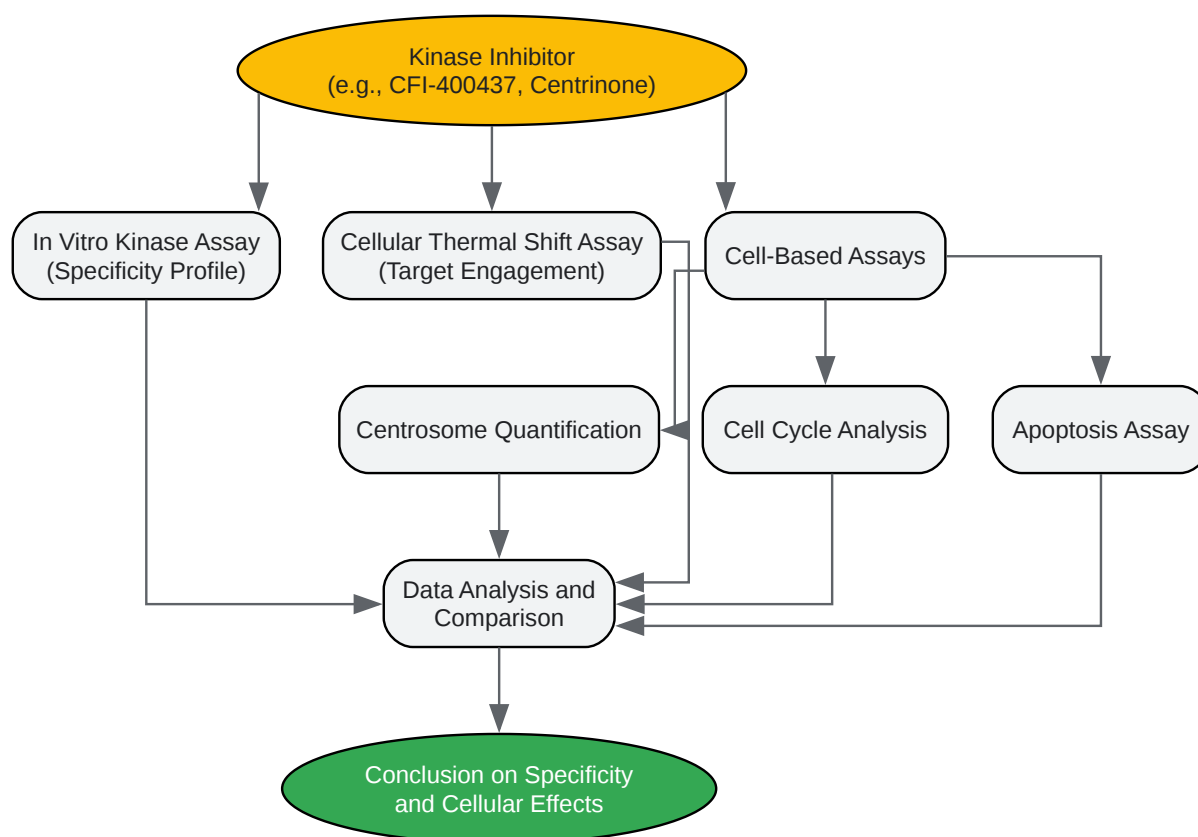 Kinase Inhibitor
(e.g., CFI-400437, Centrinone)
In Vitro Kinase Assay
(Specificity Profile)
Cellular Thermal Shift Assay
(Target Engagement)
Cell-Based Assays
Centrosome Quantification
Cell Cycle Analysis
Apoptosis Assay
Data Analysis and
Comparison
Conclusion on Specificity
and Cellular Effects